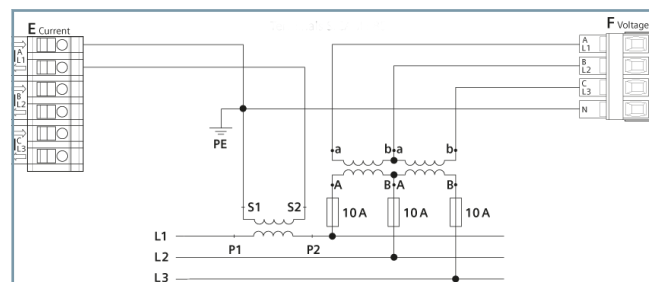 E Current
F Voltage
A
L1
B
L2
C
L3
A
L1
B
L2
C
L3
N
PE
a
b
a
b
A
B
A
B
S1
S2
10 A
10 A
10 A
L1
P1
P2
L2
L3